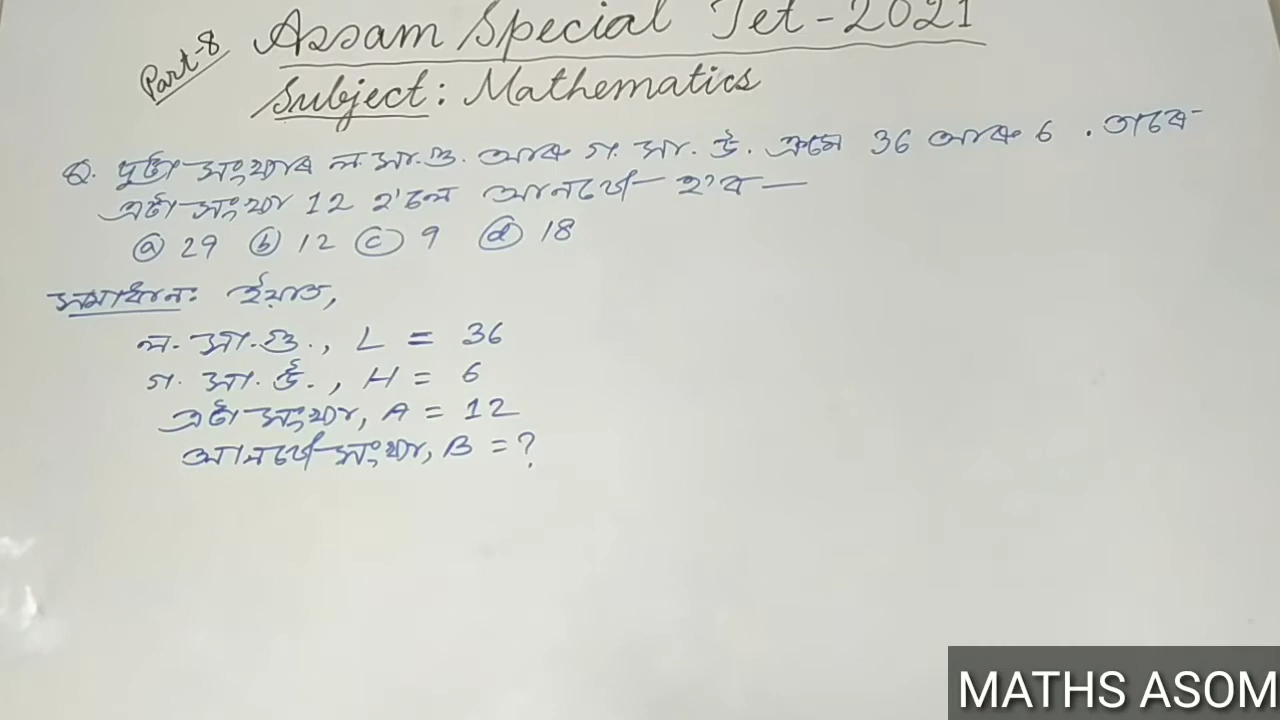 Part-8
Assam Special Tet-2021
Subject: Mathematics
Q. দুটা সংখ্যাৰ ল.সা.গু. আৰু গ.সা.উ. ক্ৰমে 36 আৰু 6. তাৰে
এটা সংখ্যা 12 হ'লে আনটো হ'ব —
ⓐ 29 ⓑ 12 ⓒ 9 ⓓ 18
সমাধান: ইয়াত,
ল.সা.গু., L = 36
গ.সা.উ., H = 6
এটা সংখ্যা, A = 12
আনটো সংখ্যা, B = ?
MATHS ASOM